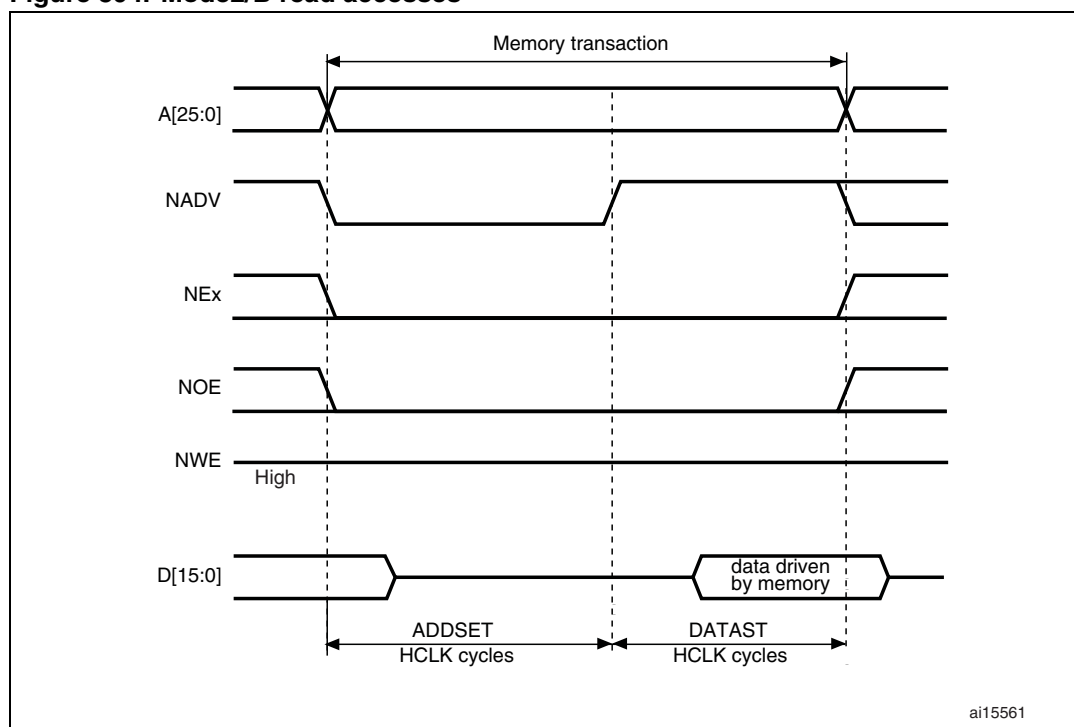 Memory transaction
A[25:0]
NADV
NEx
NOE
NWE
High
D[15:0]
data driven
by memory
ADDSET
DATAST
HCLK cycles
HCLK cycles
ai15561